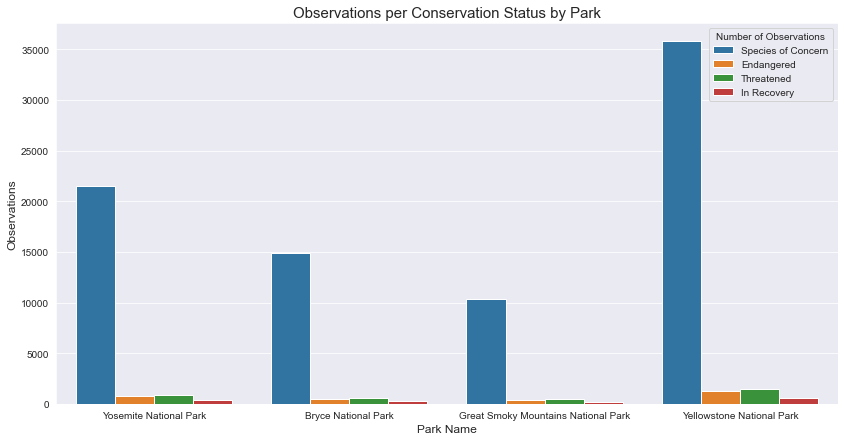 Observations per Conservation Status by Park
Number of Observations
Species of Concern
Endangered
Threatened
In Recovery
Observations
35000
30000
25000
20000
15000
10000
5000
0
Yosemite National Park
Bryce National Park
Great Smoky Mountains National Park
Yellowstone National Park
Park Name